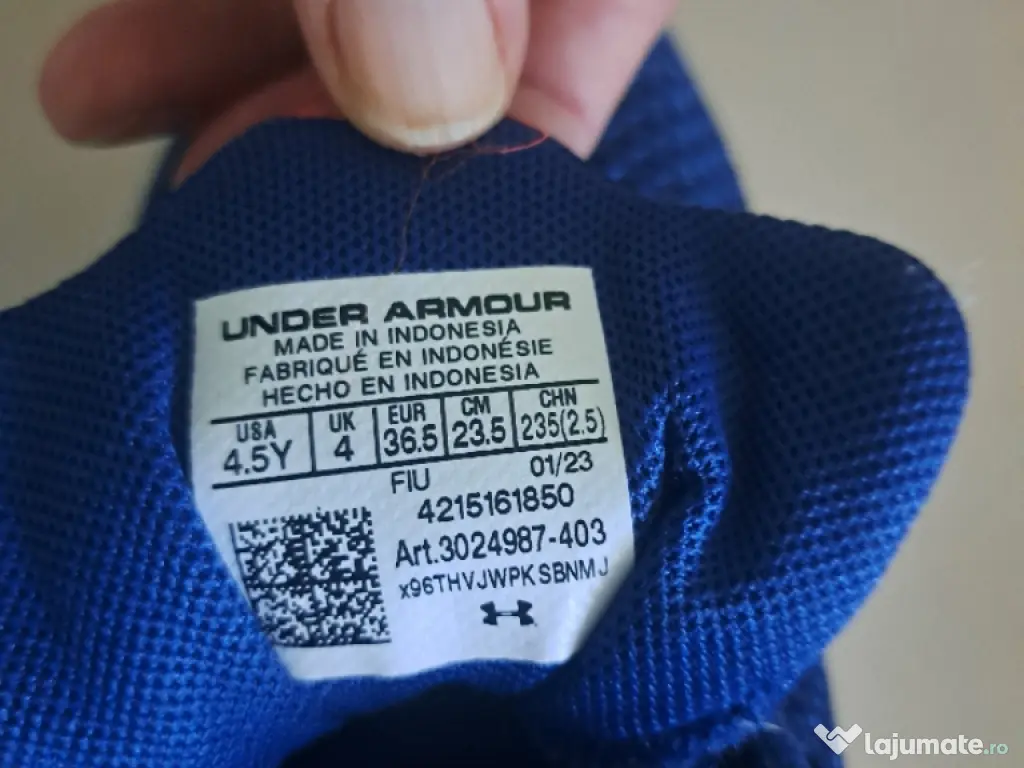 UNDER ARMOUR
MADE IN INDONESIA
FABRIQUÉ EN INDONÉSIE
HECHO EN INDONESIA
USA UK EUR CM CHN
4.5Y 4 36.5 23.5 235(2.5)
FIU 01/23
4215161850
Art.3024987-403
x96THVJWPKSBNMJ
lajumate.ro